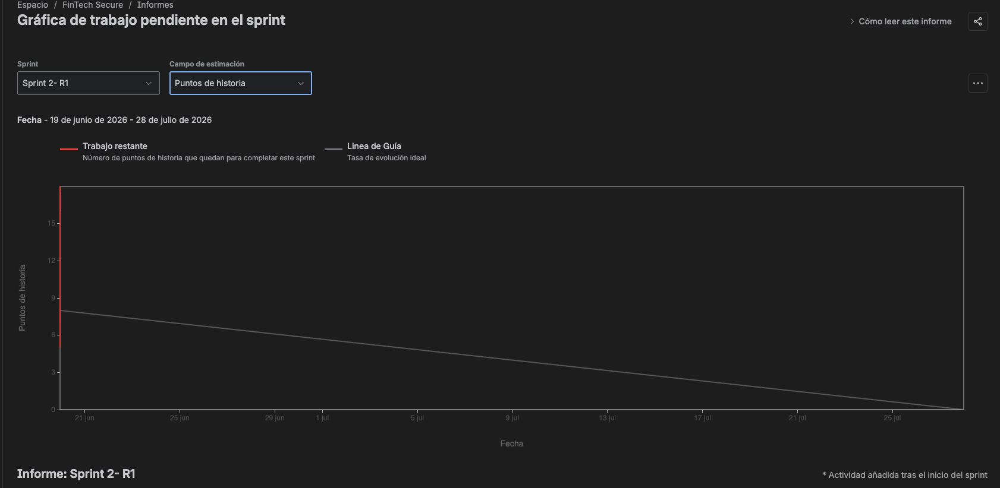 Espacio / FinTech Secure / Informes
Gráfica de trabajo pendiente en el sprint
Cómo leer este informe
Sprint
Campo de estimación
Sprint 2- R1
Puntos de historia
Fecha - 19 de junio de 2026 - 28 de julio de 2026
Trabajo restante
Número de puntos de historia que quedan para completar este sprint
Linea de Guía
Tasa de evolución ideal
Puntos de historia
15
12
9
6
3
0
21 jun
25 jun
29 jun
1 jul
5 jul
9 jul
13 jul
17 jul
21 jul
25 jul
Fecha
Informe: Sprint 2- R1
* Actividad añadida tras el inicio del sprint